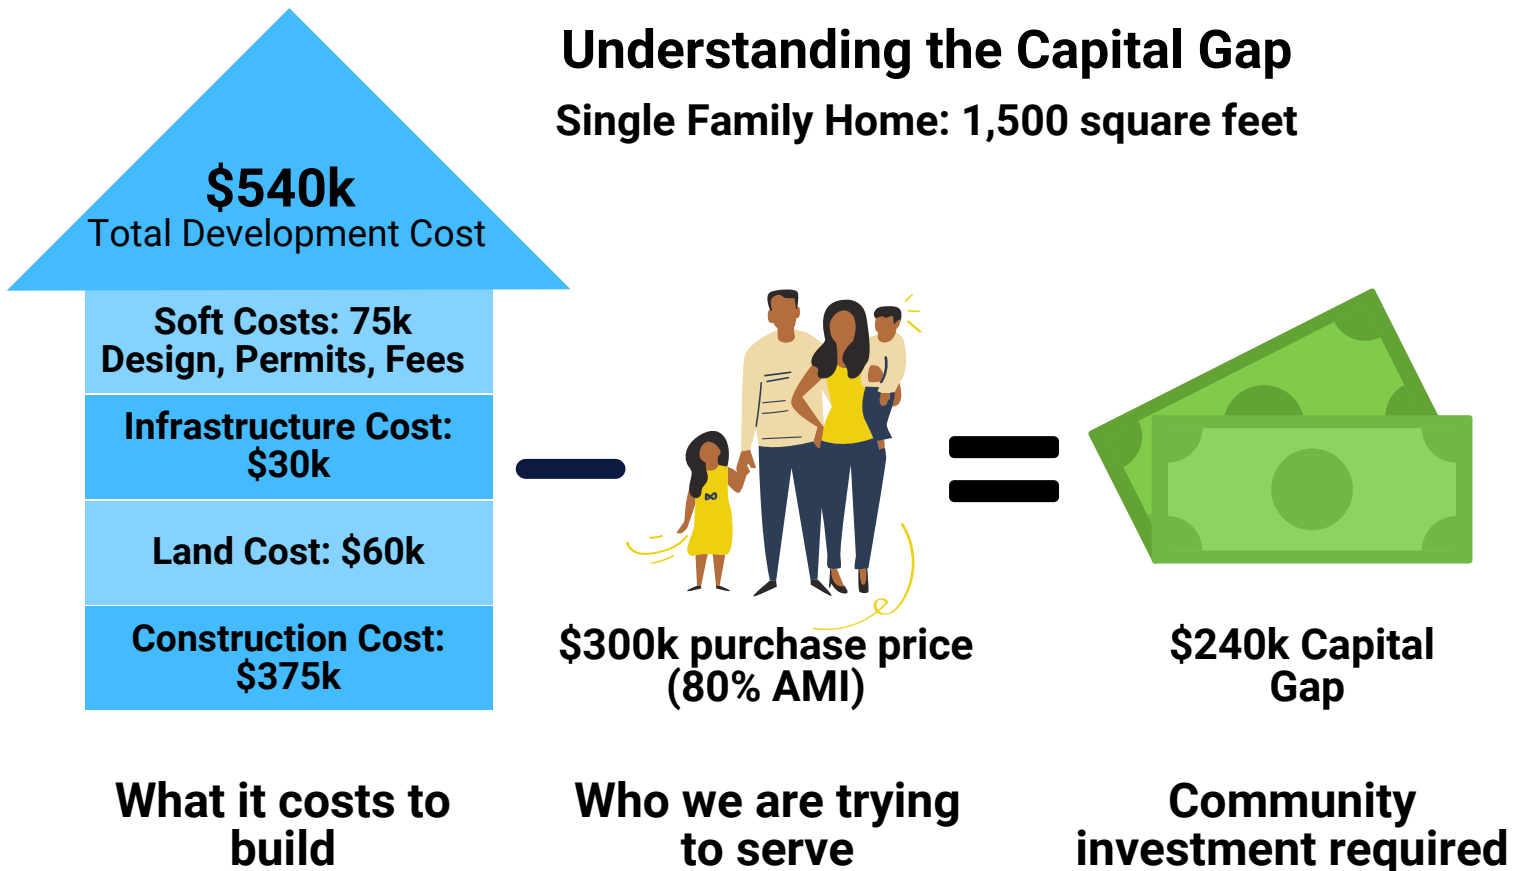 Understanding the Capital Gap
Single Family Home: 1,500 square feet
$540k
Total Development Cost
Soft Costs: 75k
Design, Permits, Fees
Infrastructure Cost:
$30k
Land Cost: $60k
Construction Cost:
$375k
What it costs to
build
$300k purchase price
(80% AMI)
Who we are trying
to serve
$240k Capital
Gap
Community
investment required